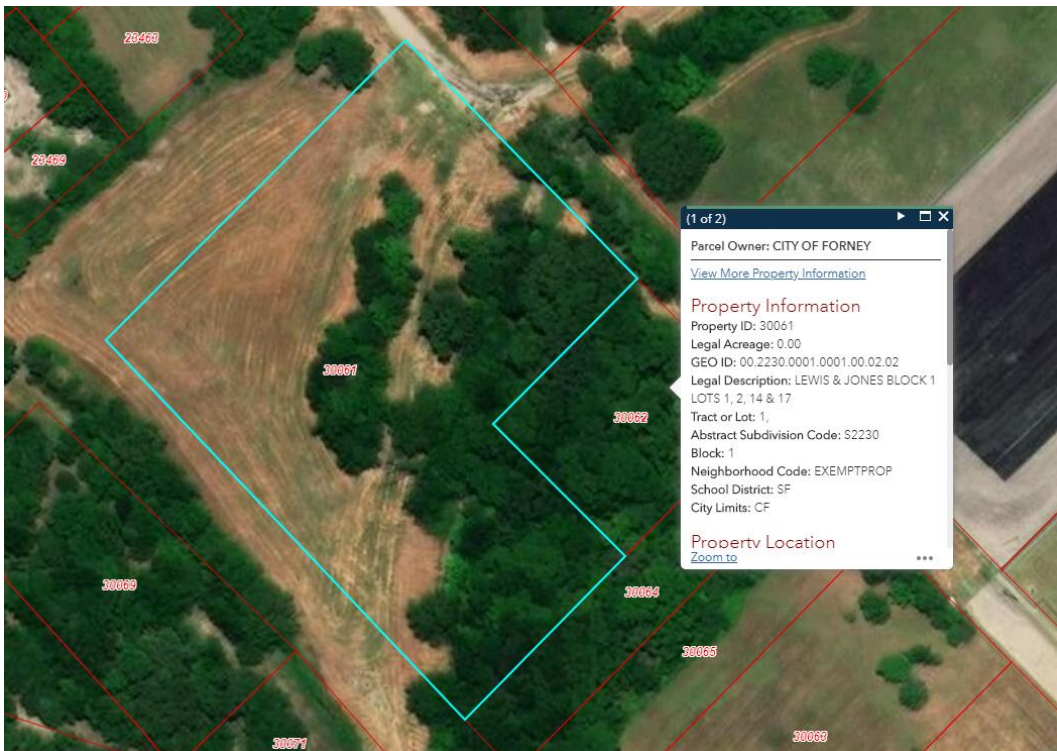 23463
23469
(1 of 2)
Parcel Owner: CITY OF FORNEY
View More Property Information
Property Information
Property ID: 30061
Legal Acreage: 0.00
GEO ID: 00.2230.0001.0001.00.02.02
Legal Description: LEWIS & JONES BLOCK 1
LOTS 1, 2, 14 & 17
Tract or Lot: 1,
Abstract Subdivision Code: S2230
Block: 1
Neighborhood Code: EXEMPTPROP
School District: SF
City Limits: CF
Property Location
Zoom to
30061
30062
30069
30064
30065
30071
30063